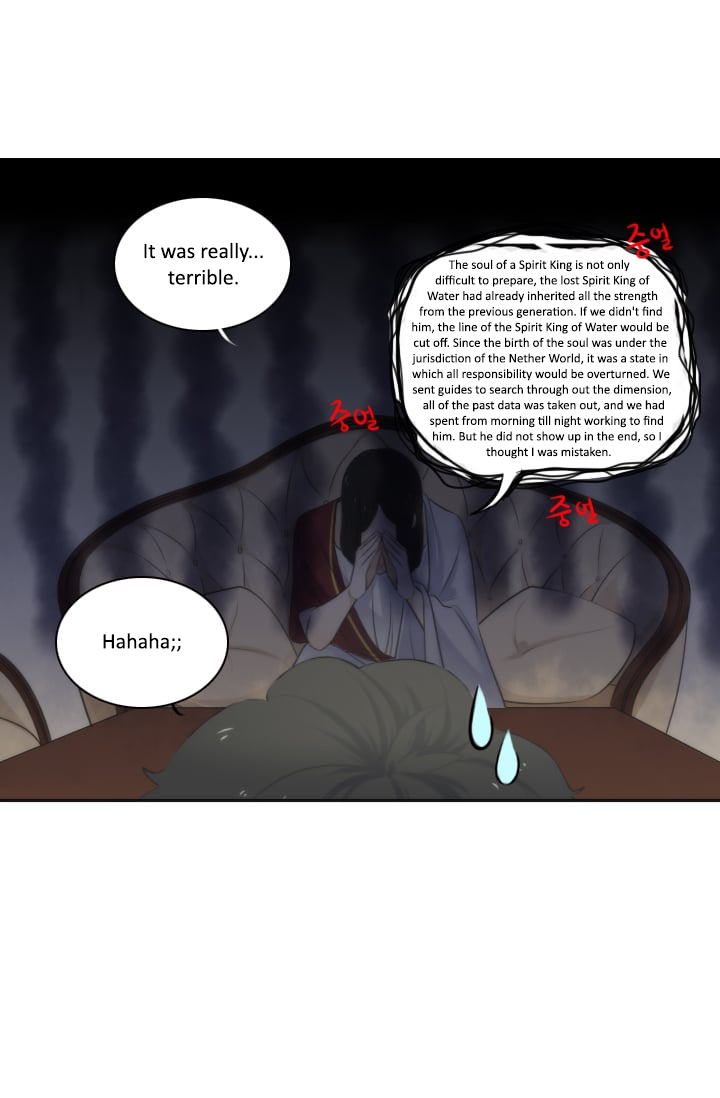 It was really...
terrible.
중얼
The soul of a Spirit King is not only
difficult to prepare, the lost Spirit King of
Water had already inherited all the strength
from the previous generation. If we didn't find
him, the line of the Spirit King of Water would be
cut off. Since the birth of the soul was under the
jurisdiction of the Nether World, it was a state in
which all responsibility would be overturned. We
sent guides to search through out the dimension,
all of the past data was taken out, and we had
spent from morning till night working to find
him. But he did not show up in the end, so I
thought I was mistaken.
중얼
중얼
Hahaha;;